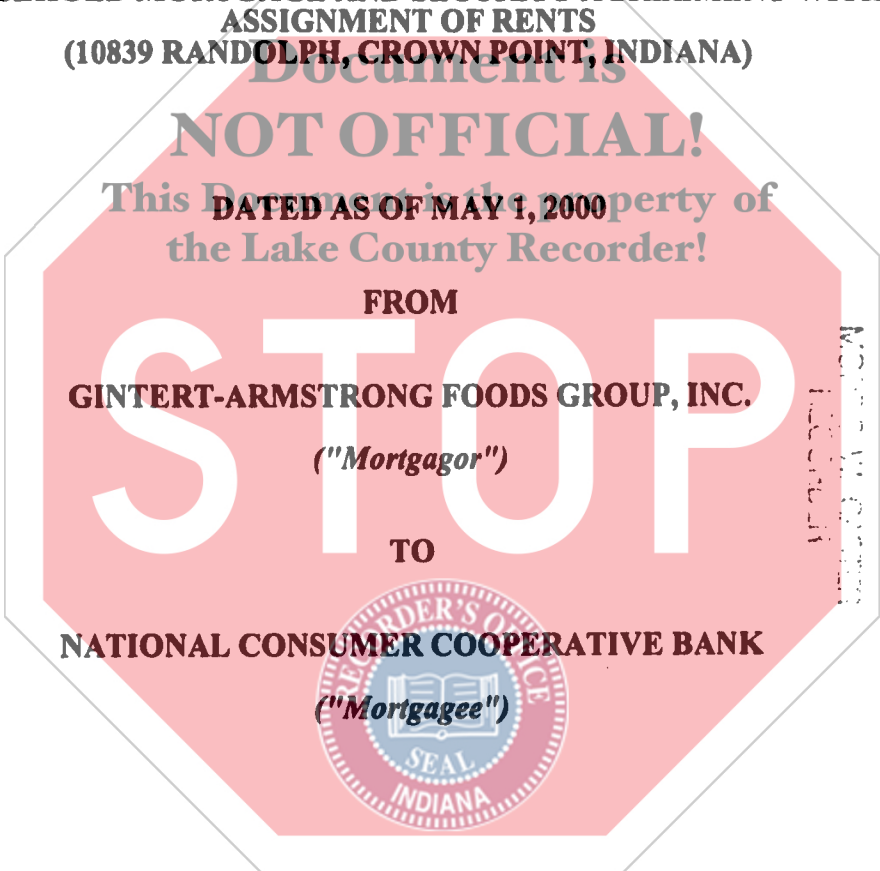 ASSIGNMENT OF RENTS
(10839 RANDOLPH, CROWN POINT, INDIANA)
Document is
NOT OFFICIAL!
This Document is the property of
the Lake County Recorder!
DATED AS OF MAY 1, 2000
FROM
STOP
GINTERT-ARMSTRONG FOODS GROUP, INC.
("Mortgagor")
TO
NATIONAL CONSUMER COOPERATIVE BANK
("Mortgagee")
RECORDER'S OFFICE
SEAL
INDIANA